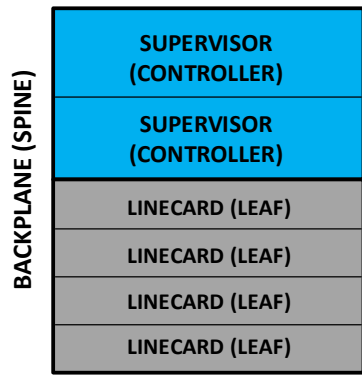 BACKPLANE (SPINE)
SUPERVISOR
(CONTROLLER)
SUPERVISOR
(CONTROLLER)
LINECARD (LEAF)
LINECARD (LEAF)
LINECARD (LEAF)
LINECARD (LEAF)